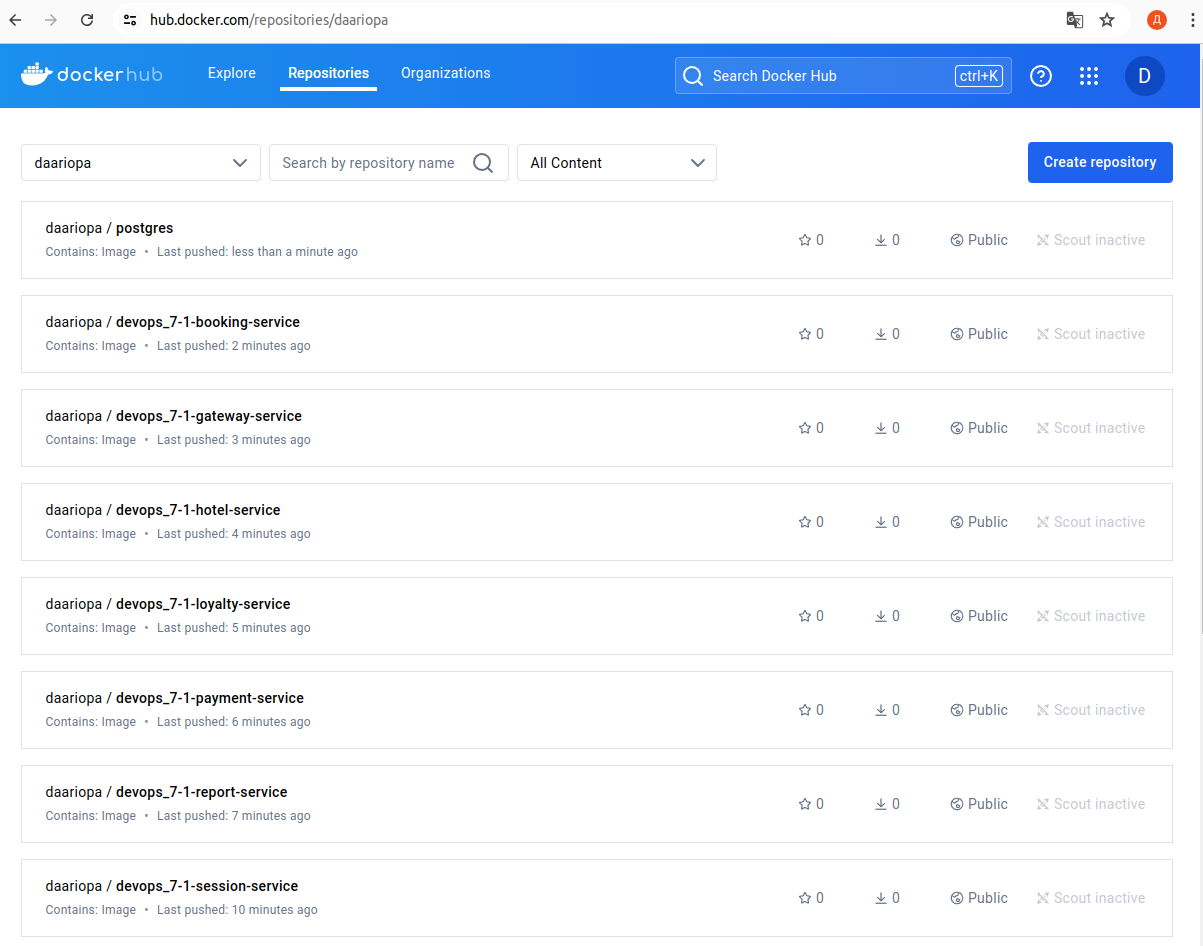 hub.docker.com/repositories/daariopa
Д
dockerhub
Explore
Repositories
Organizations
Search Docker Hub
ctrl+K
D
daariopa
Search by repository name
All Content
Create repository
daariopa / postgres
0
0
Public
Scout inactive
Contains: Image • Last pushed: less than a minute ago
daariopa / devops_7-1-booking-service
0
0
Public
Scout inactive
Contains: Image • Last pushed: 2 minutes ago
daariopa / devops_7-1-gateway-service
0
0
Public
Scout inactive
Contains: Image • Last pushed: 3 minutes ago
daariopa / devops_7-1-hotel-service
0
0
Public
Scout inactive
Contains: Image • Last pushed: 4 minutes ago
daariopa / devops_7-1-loyalty-service
0
0
Public
Scout inactive
Contains: Image • Last pushed: 5 minutes ago
daariopa / devops_7-1-payment-service
0
0
Public
Scout inactive
Contains: Image • Last pushed: 6 minutes ago
daariopa / devops_7-1-report-service
0
0
Public
Scout inactive
Contains: Image • Last pushed: 7 minutes ago
daariopa / devops_7-1-session-service
0
0
Public
Scout inactive
Contains: Image • Last pushed: 10 minutes ago